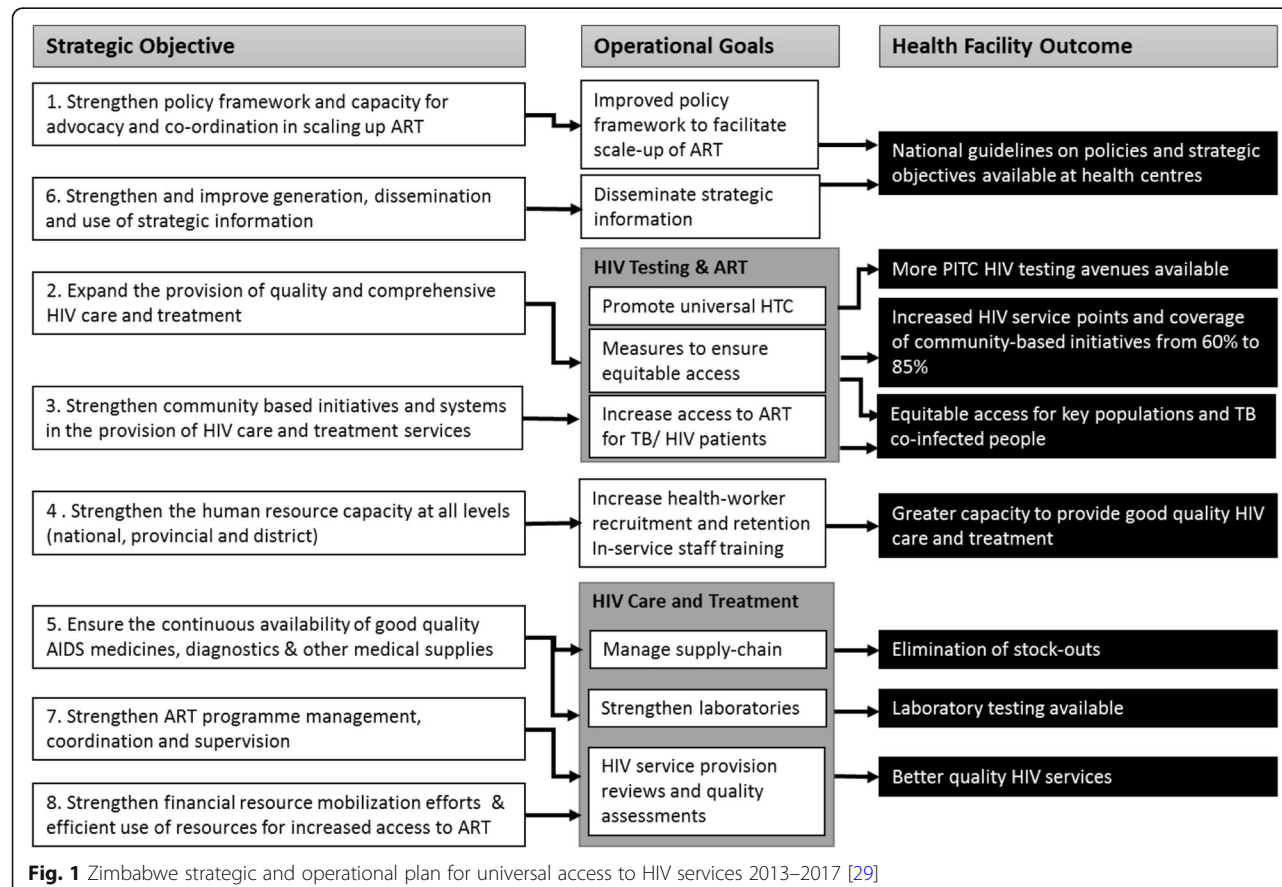 Strategic Objective
Operational Goals
Health Facility Outcome
1. Strengthen policy framework and capacity for
advocacy and co-ordination in scaling up ART
Improved policy
framework to facilitate
scale-up of ART
National guidelines on policies and strategic
objectives available at health centres
6. Strengthen and improve generation, dissemination
and use of strategic information
Disseminate strategic
information
HIV Testing & ART
More PITC HIV testing avenues available
2. Expand the provision of quality and comprehensive
HIV care and treatment
Promote universal HTC
Measures to ensure
equitable access
Increased HIV service points and coverage
of community-based initiatives from 60% to
85%
3. Strengthen community based initiatives and systems
in the provision of HIV care and treatment services
Increase access to ART
for TB/ HIV patients
Equitable access for key populations and TB
co-infected people
4 . Strengthen the human resource capacity at all levels
(national, provincial and district)
Increase health-worker
recruitment and retention
In-service staff training
Greater capacity to provide good quality HIV
care and treatment
HIV Care and Treatment
5. Ensure the continuous availability of good quality
AIDS medicines, diagnostics & other medical supplies
Manage supply-chain
Elimination of stock-outs
7. Strengthen ART programme management,
coordination and supervision
Strengthen laboratories
Laboratory testing available
8. Strengthen financial resource mobilization efforts &
efficient use of resources for increased access to ART
HIV service provision
reviews and quality
assessments
Better quality HIV services
Fig. 1 Zimbabwe strategic and operational plan for universal access to HIV services 2013–2017 [29]